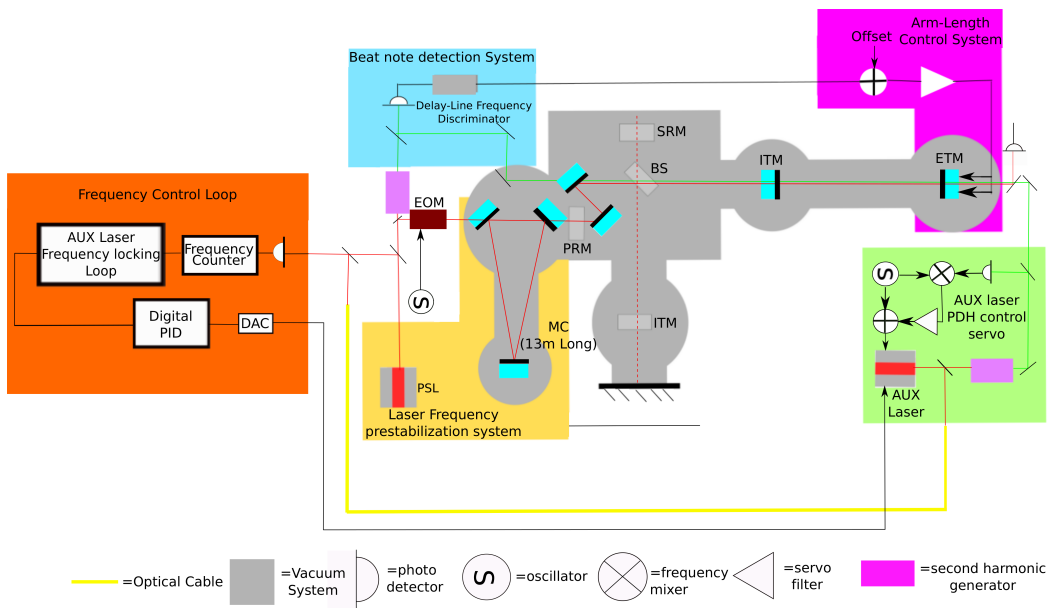 Beat note detection System
Delay-Line Frequency
Discriminator
Arm-Length
Control System
Offset
SRM
BS
ITM
ETM
Frequency Control Loop
AUX Laser
Frequency locking
Loop
Frequency
Counter
Digital
PID
DAC
EOM
S
PRM
MC
(13m Long)
ITM
PSL
Laser Frequency
prestabilization system
S
AUX laser
PDH control
servo
AUX
Laser
=Optical Cable
=Vacuum
System
=photo
detector
S
=oscillator
=frequency
mixer
=servo
filter
=second harmonic
generator